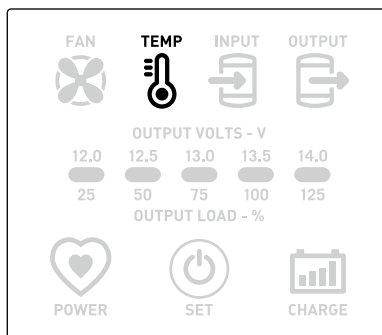 FAN TEMP INPUT OUTPUT
OUTPUT VOLTS - V
12.0 12.5 13.0 13.5 14.0
25 50 75 100 125
OUTPUT LOAD - %
POWER SET CHARGE